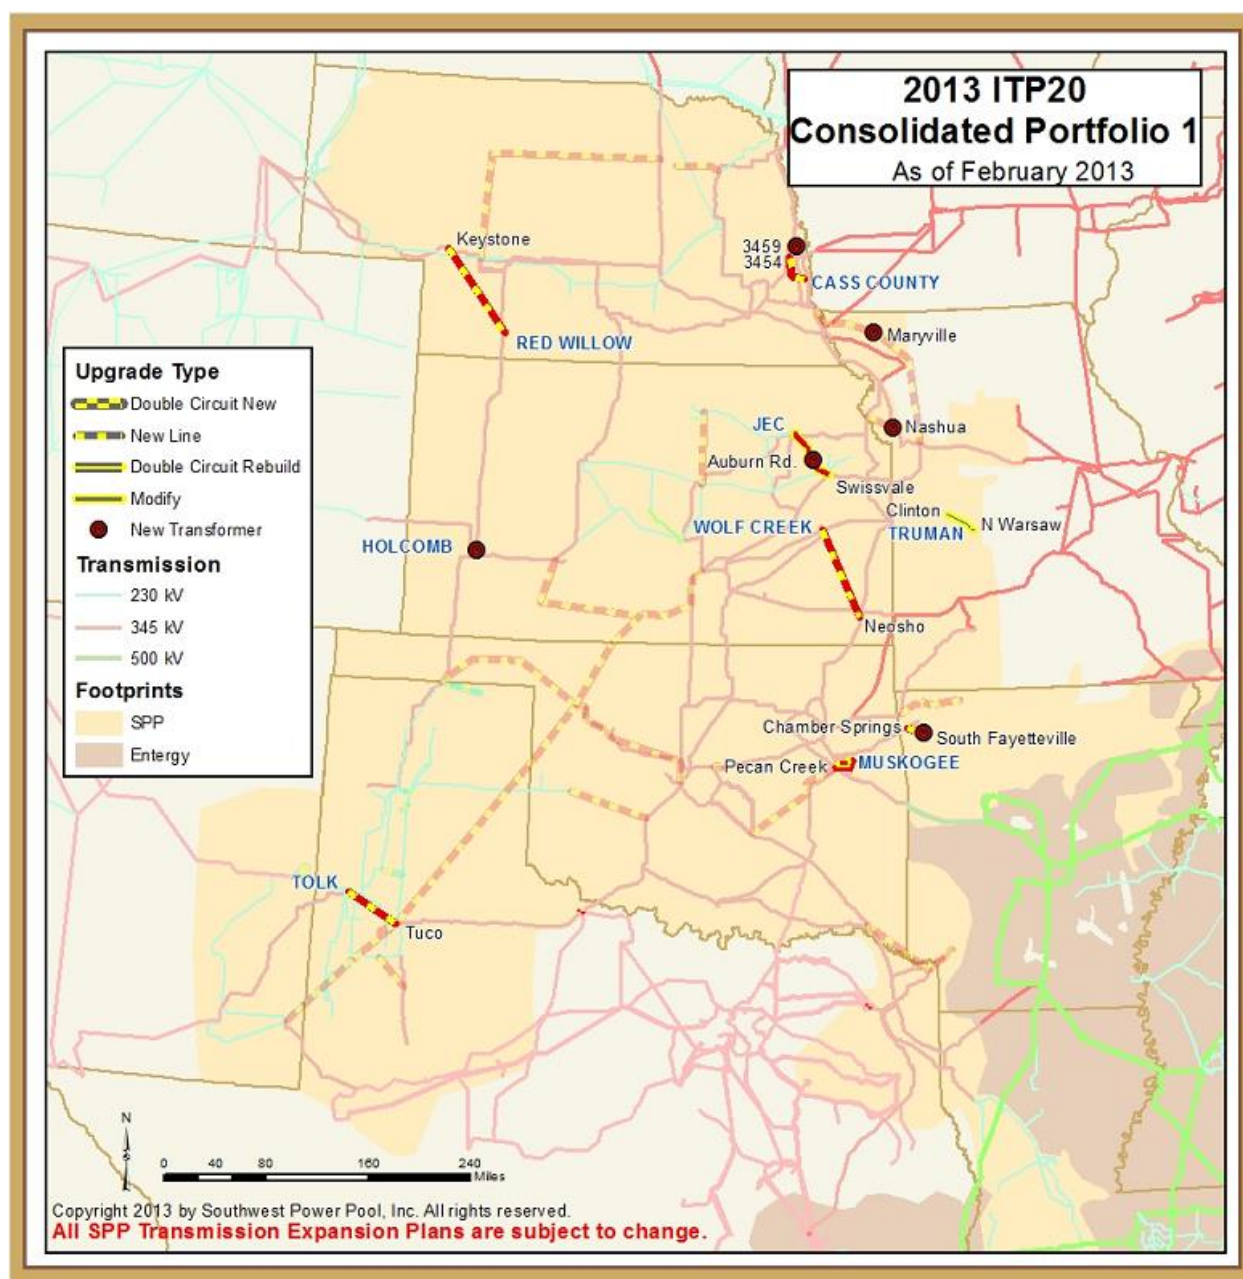 2013 ITP20
Consolidated Portfolio 1
As of February 2013
Keystone
3459
3454
CASS COUNTY
RED WILLOW
Maryville
Upgrade Type
Double Circuit New
New Line
Double Circuit Rebuild
Modify
New Transformer
Transmission
230 kV
345 kV
500 kV
Footprints
SPP
Entergy
JEC
Nashua
Auburn Rd.
Swissvale
Clinton
WOLF CREEK
TRUMAN
N Warsaw
HOLCOMB
Neosho
Chamber Springs
South Fayetteville
Pecan Creek
MUSKOGEE
TOLK
Tuco
N
S
0 40 80 160 240
Miles
Copyright 2013 by Southwest Power Pool, Inc. All rights reserved.
All SPP Transmission Expansion Plans are subject to change.